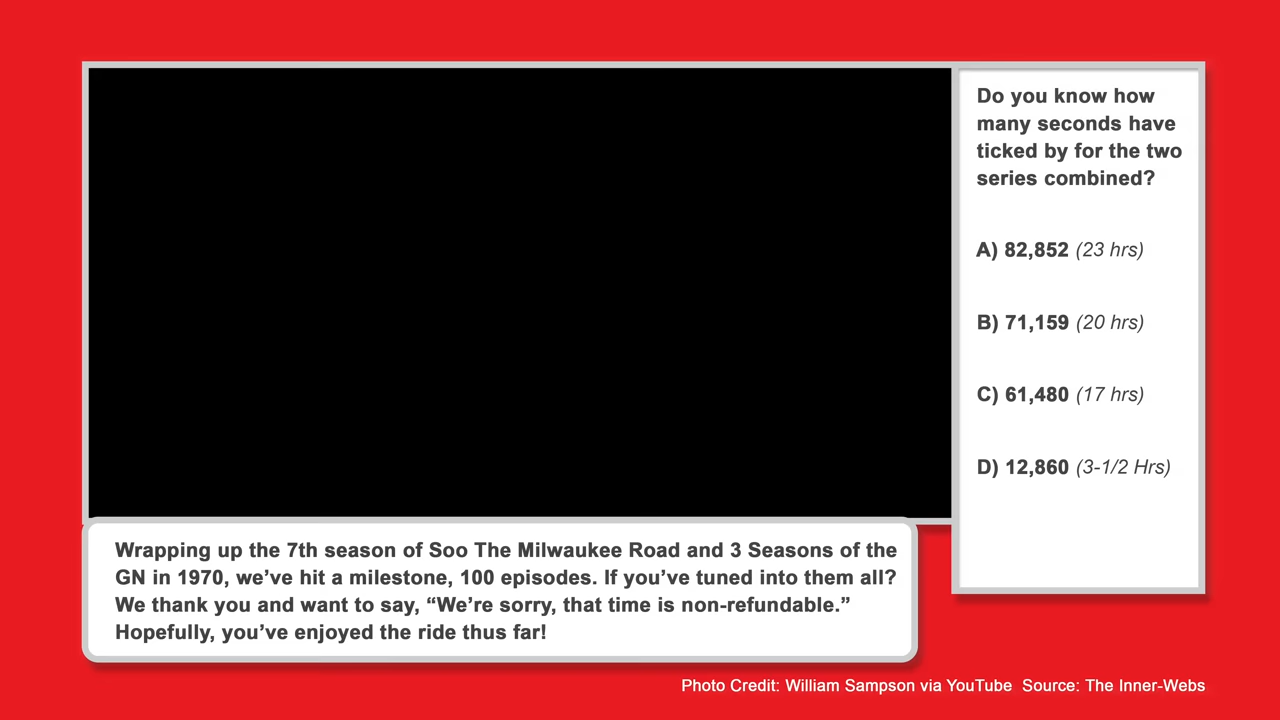 Do you know how
many seconds have
ticked by for the two
series combined?
A) 82,852 (23 hrs)
B) 71,159 (20 hrs)
C) 61,480 (17 hrs)
D) 12,860 (3-1/2 Hrs)
Wrapping up the 7th season of Soo The Milwaukee Road and 3 Seasons of the
GN in 1970, we’ve hit a milestone, 100 episodes. If you’ve tuned into them all?
We thank you and want to say, “We’re sorry, that time is non-refundable.”
Hopefully, you’ve enjoyed the ride thus far!
Photo Credit: William Sampson via YouTube  Source: The Inner-Webs